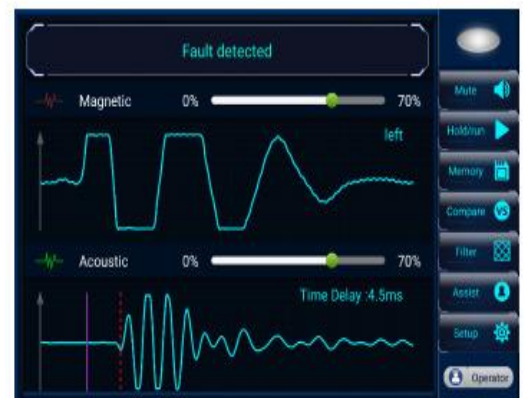 Fault detected
Magnetic 0% 70%
left
Acoustic 0% 70%
Time Delay :4.5ms
Mute
Hold/run
Memory
Compare VS
Filter
Assist
Setup
Operator